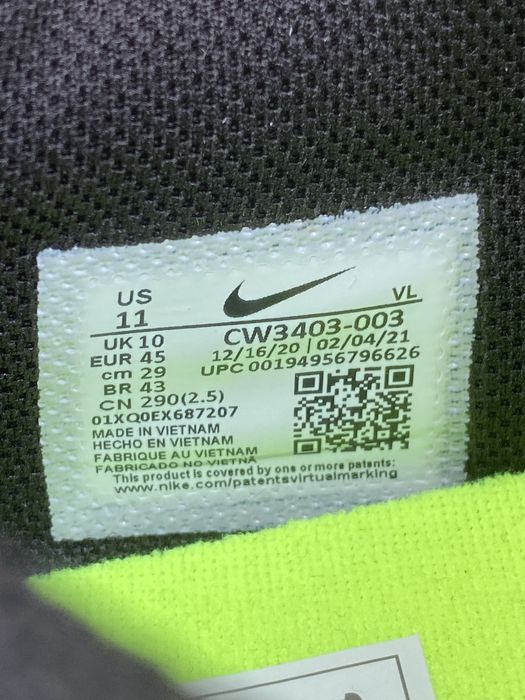 US
11
UK 10
EUR 45
cm 29
BR 43
CN 290(2.5)
01XQ0EX687207
MADE IN VIETNAM
HECHO EN VIETNAM
FABRIQUE AU VIETNAM
FABRICADO NO VIETNÃ
VL
CW3403-003
12/16/20 | 02/04/21
UPC 00194956796626
This product is covered by one or more patents:
www.nike.com/patentsvirtualmarking